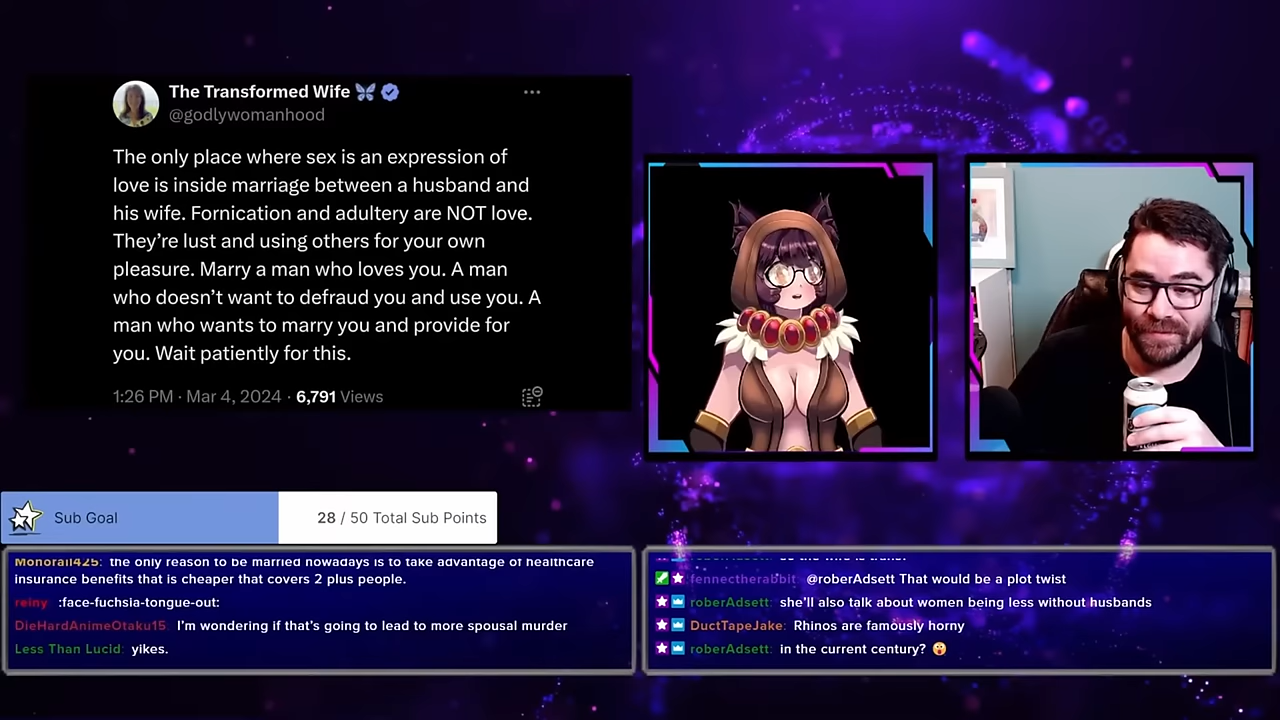 The Transformed Wife
@godlywomanhood
The only place where sex is an expression of
love is inside marriage between a husband and
his wife. Fornication and adultery are NOT love.
They’re lust and using others for your own
pleasure. Marry a man who loves you. A man
who doesn’t want to defraud you and use you. A
man who wants to marry you and provide for
you. Wait patiently for this.
1:26 PM · Mar 4, 2024 · 6,791 Views
Sub Goal
28 / 50 Total Sub Points
Monorail425: the only reason to be married nowadays is to take advantage of healthcare
insurance benefits that is cheaper that covers 2 plus people.
reiny: :face-fuchsia-tongue-out:
DieHardAnimeOtaku15: I’m wondering if that’s going to lead to more spousal murder
Less Than Lucid: yikes.
fennectherabbit: @roberAdsett That would be a plot twist
roberAdsett: she’ll also talk about women being less without husbands
DuctTapeJake: Rhinos are famously horny
roberAdsett: in the current century? 😲